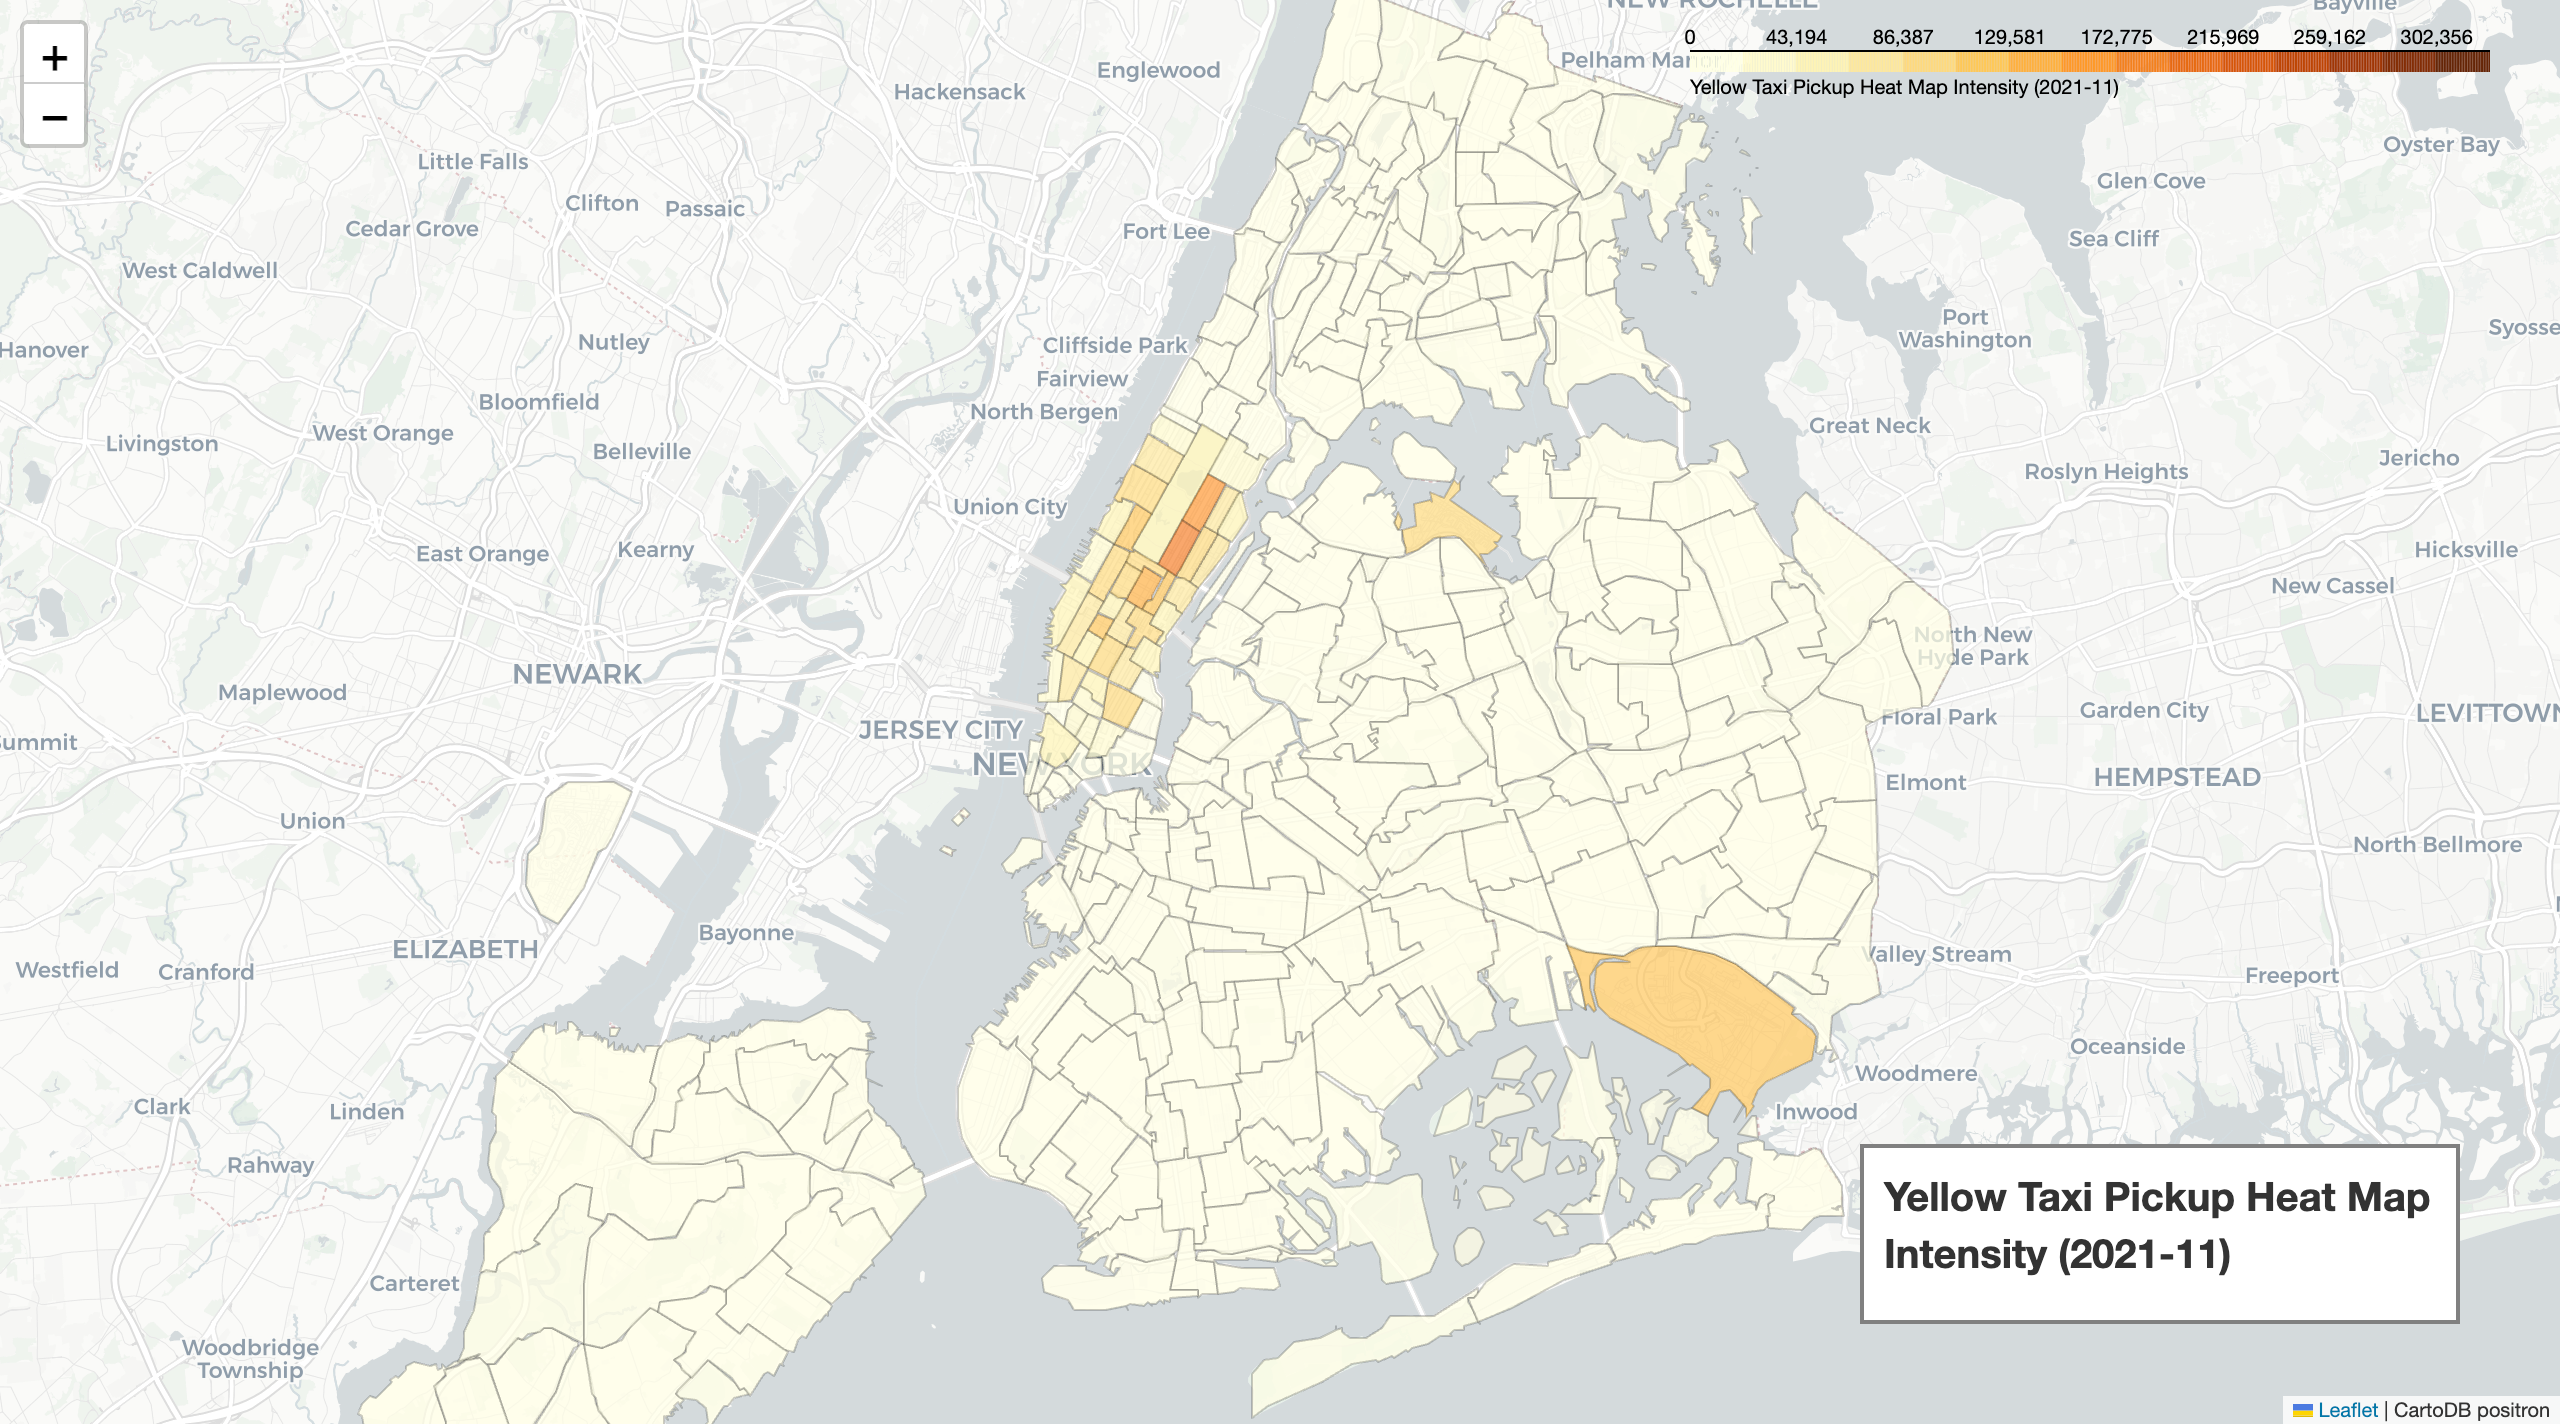 +
−
NEW ROCHELLE
Bayville
0 43,194 86,387 129,581 172,775 215,969 259,162 302,356
Pelham Manor
Yellow Taxi Pickup Heat Map Intensity (2021-11)
Englewood
Hackensack
Oyster Bay
Little Falls
Glen Cove
Clifton
Passaic
Cedar Grove
Fort Lee
Sea Cliff
West Caldwell
Port
Washington
Syosse
Nutley
Cliffside Park
Hanover
Fairview
Bloomfield
North Bergen
Great Neck
West Orange
Livingston
Belleville
Jericho
Roslyn Heights
Union City
East Orange
Kearny
Hicksville
New Cassel
North New
Hyde Park
NEWARK
Maplewood
Garden City
LEVITTOWN
Floral Park
JERSEY CITY
Summit
NEW YORK
HEMPSTEAD
Elmont
Union
North Bellmore
Bayonne
ELIZABETH
Valley Stream
Westfield
Cranford
Freeport
Oceanside
Woodmere
Clark
Linden
Inwood
Rahway
Yellow Taxi Pickup Heat Map
Intensity (2021-11)
Carteret
Woodbridge
Township
Leaflet | CartoDB positron